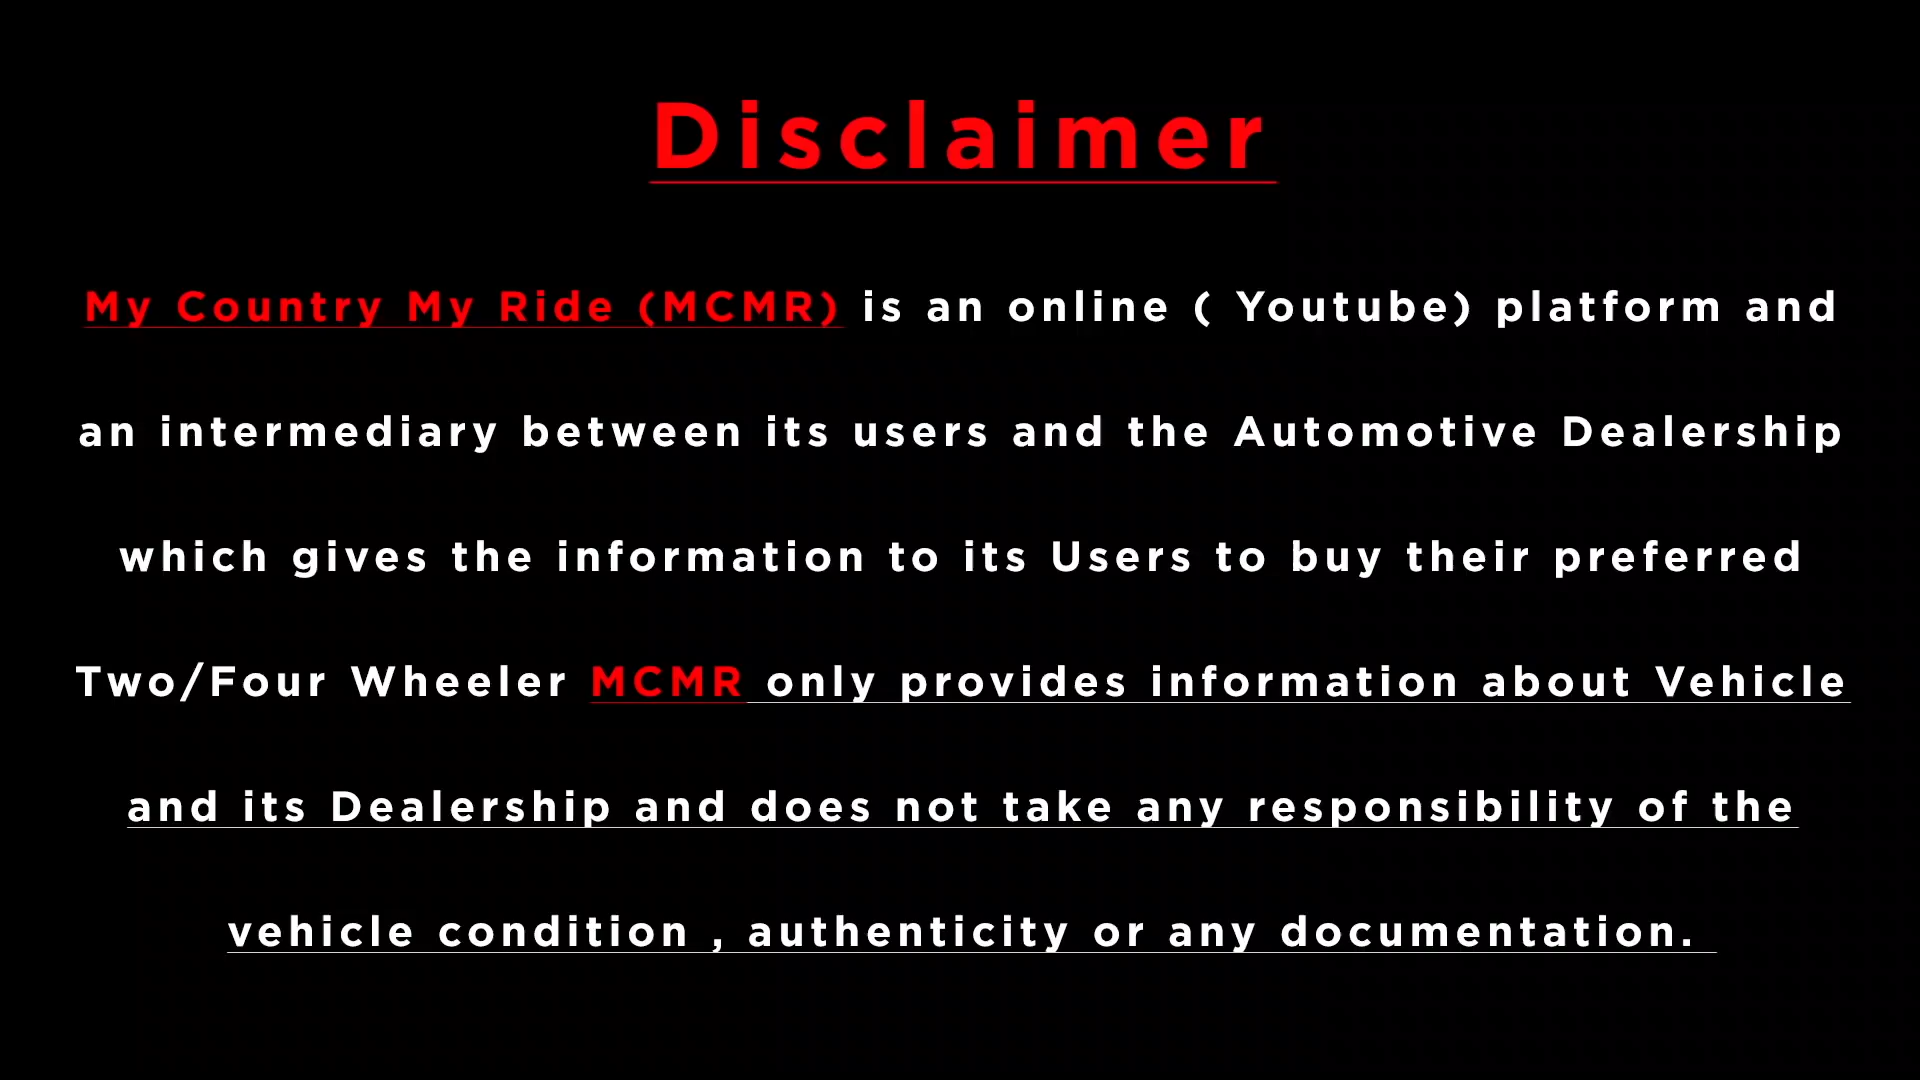 Disclaimer
My Country My Ride (MCMR) is an online ( Youtube) platform and
an intermediary between its users and the Automotive Dealership
which gives the information to its Users to buy their preferred
Two/Four Wheeler MCMR only provides information about Vehicle
and its Dealership and does not take any responsibility of the
vehicle condition , authenticity or any documentation.